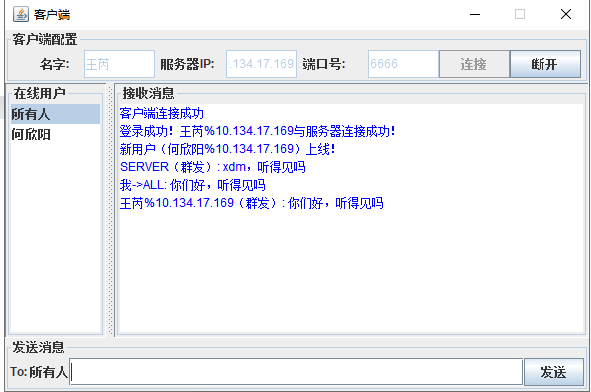 客户端
客户端配置
名字: 王芮 服务器IP: .134.17.169 端口号: 6666 连接 断开
在线用户
所有人
何欣阳
接收消息
客户端连接成功
登录成功！王芮%10.134.17.169与服务器连接成功！
新用户（何欣阳%10.134.17.169）上线！
SERVER（群发）: xdm，听得见吗
我->ALL: 你们好，听得见吗
王芮%10.134.17.169（群发）: 你们好，听得见吗
发送消息
To: 所有人 发送